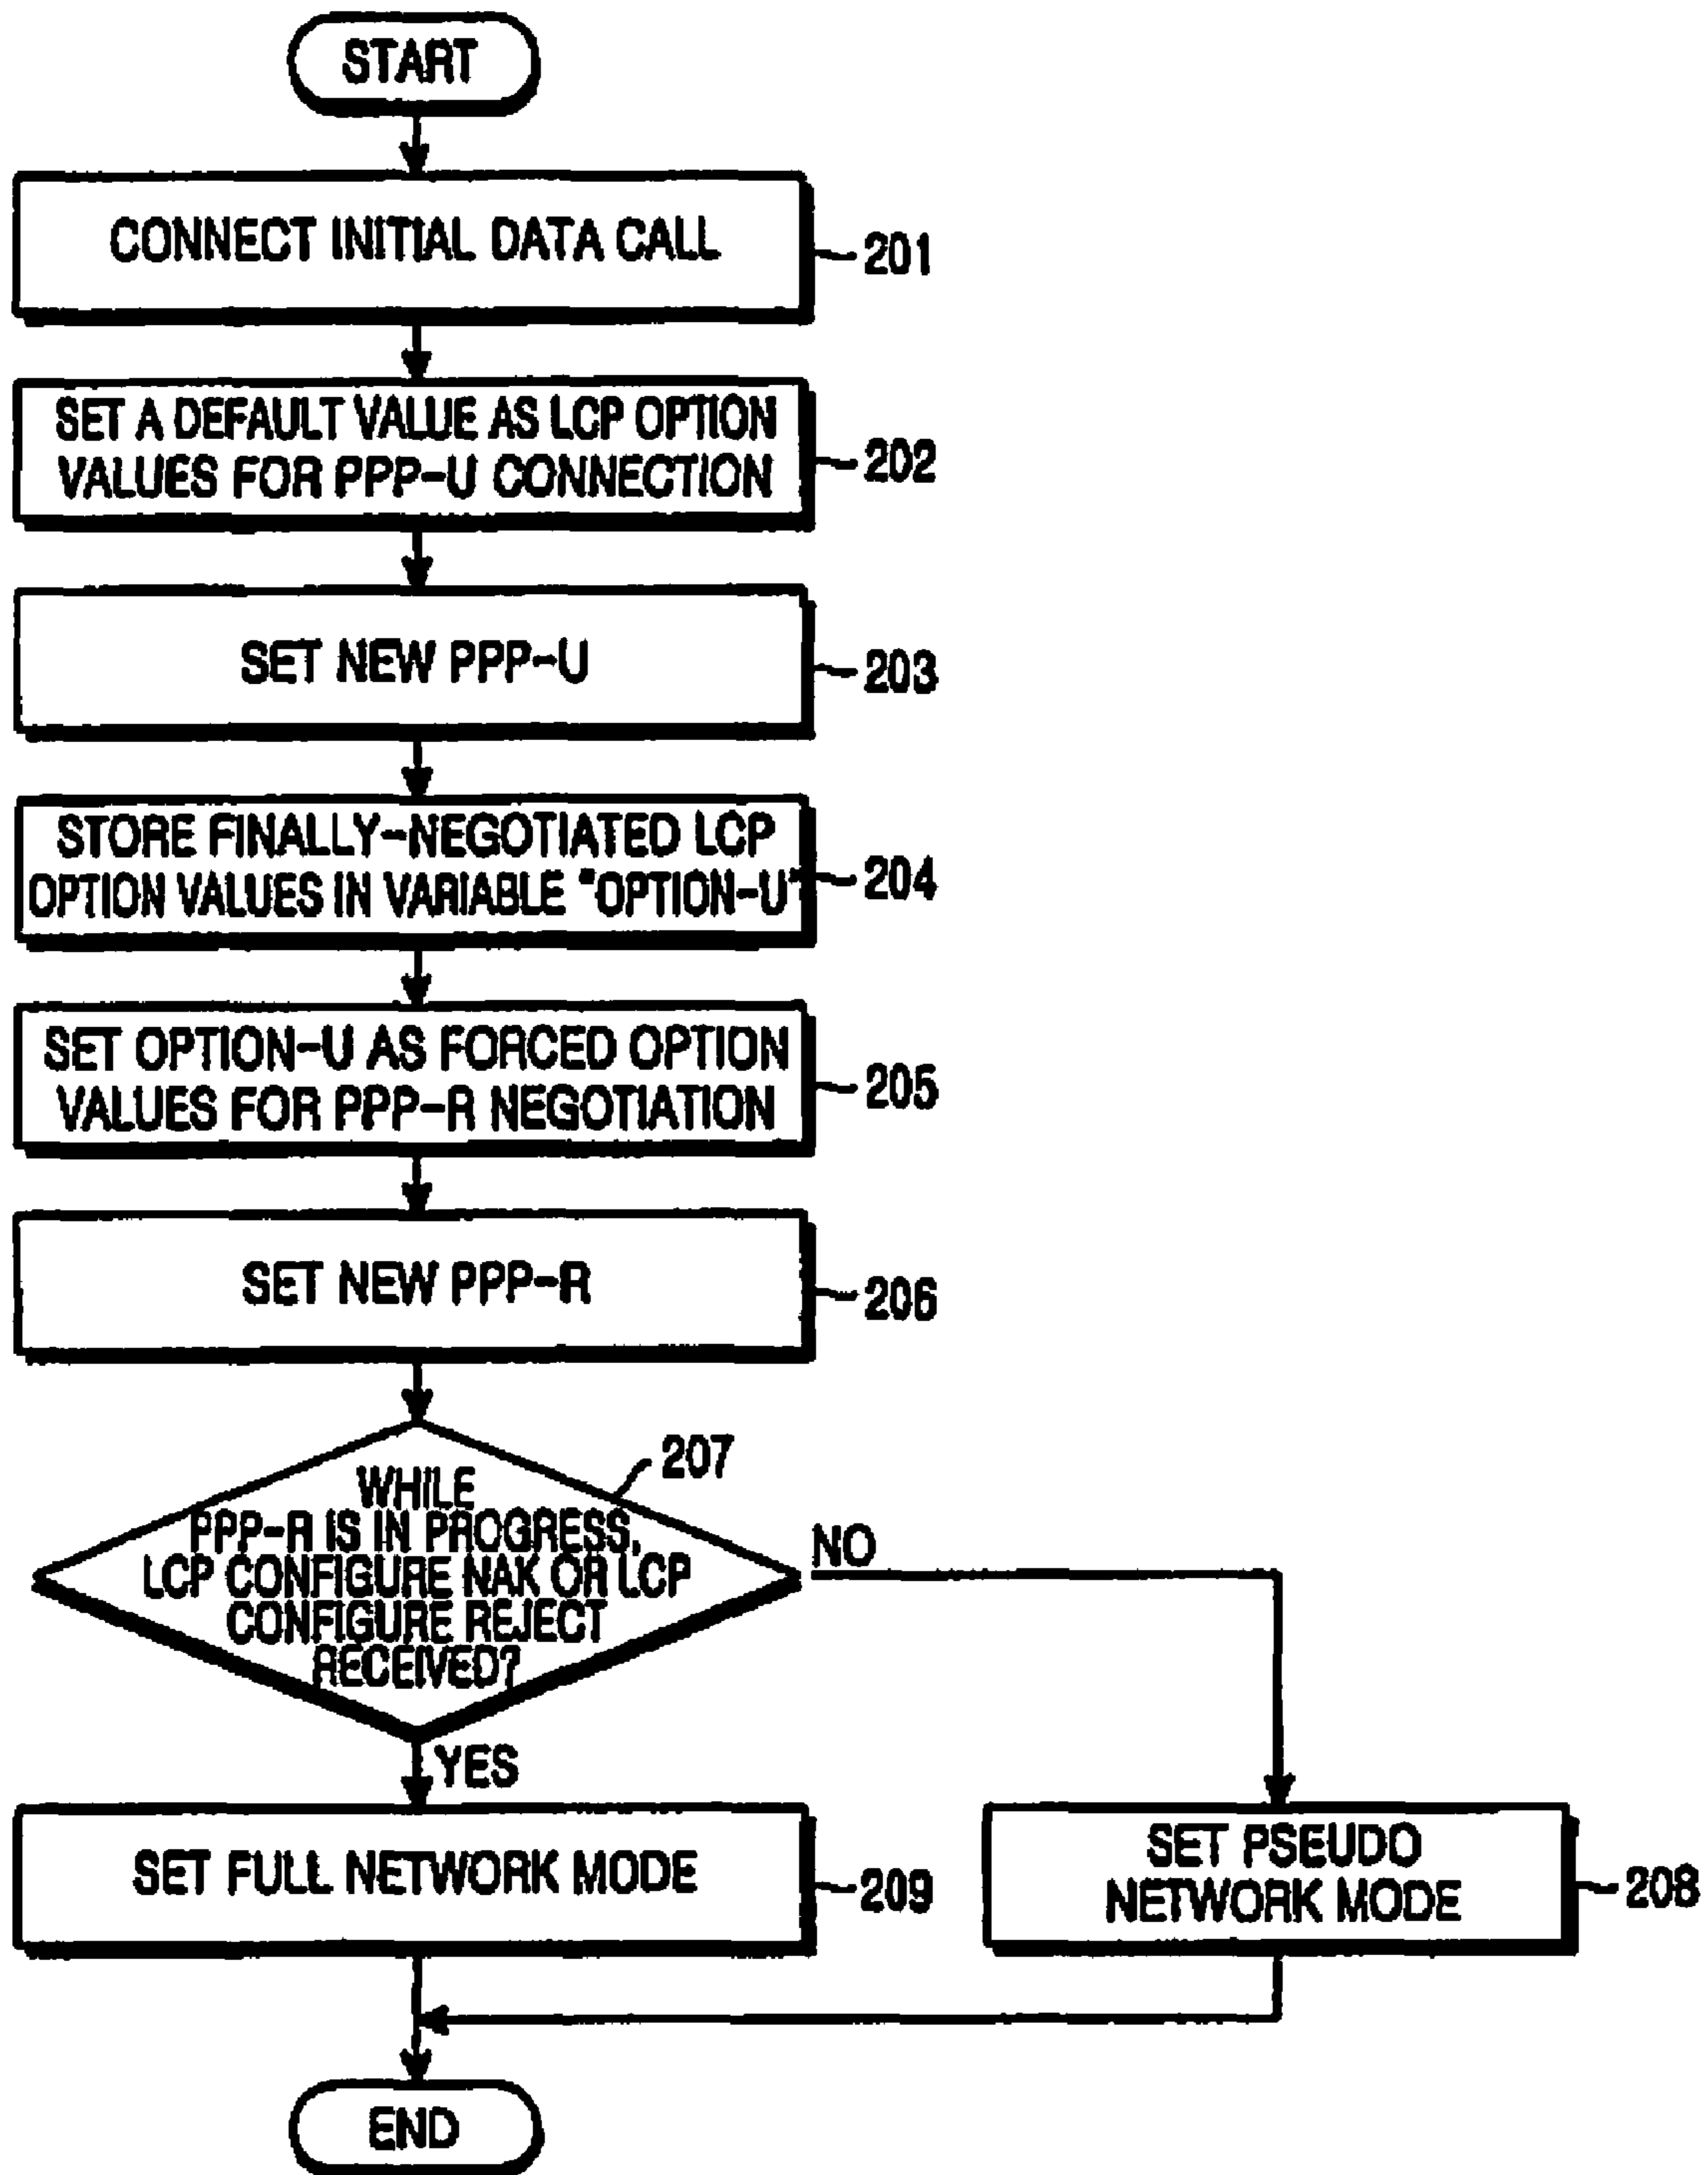 START
CONNECT INITIAL DATA CALL
201
SET A DEFAULT VALUE AS LCP OPTION
VALUES FOR PPP-U CONNECTION
202
SET NEW PPP-U
203
STORE FINALLY-NEGOTIATED LCP
OPTION VALUES IN VARIABLE "OPTION-U"
204
SET OPTION-U AS FORCED OPTION
VALUES FOR PPP-R NEGOTIATION
205
SET NEW PPP-R
206
207
WHILE
PPP-R IS IN PROGRESS,
LCP CONFIGURE NAK OR LCP
CONFIGURE REJECT
RECEIVED?
NO
YES
SET FULL NETWORK MODE
209
SET PSEUDO
NETWORK MODE
208
END